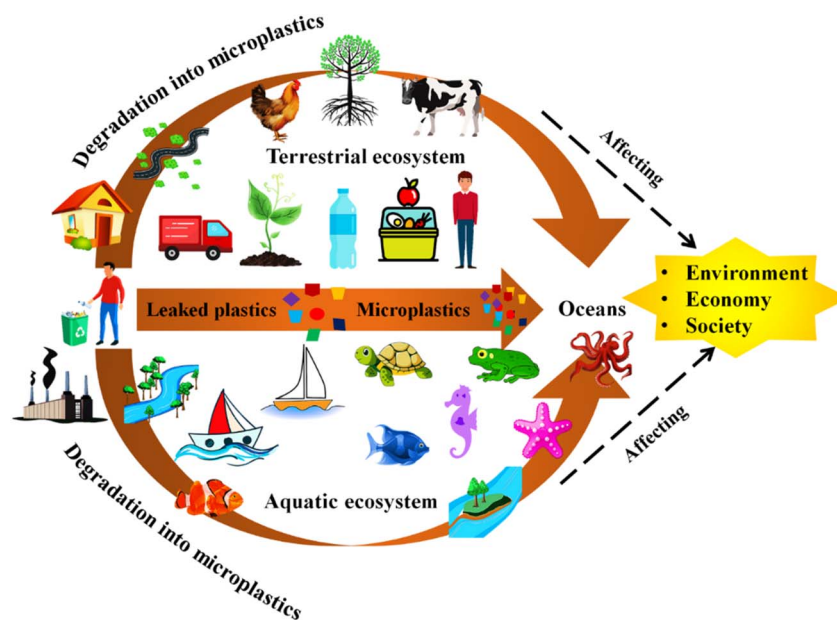 Degradation into microplastics
Terrestrial ecosystem
Affecting
• Environment
• Economy
• Society
Leaked plastics
Microplastics
Oceans
Affecting
Aquatic ecosystem
Degradation into microplastics